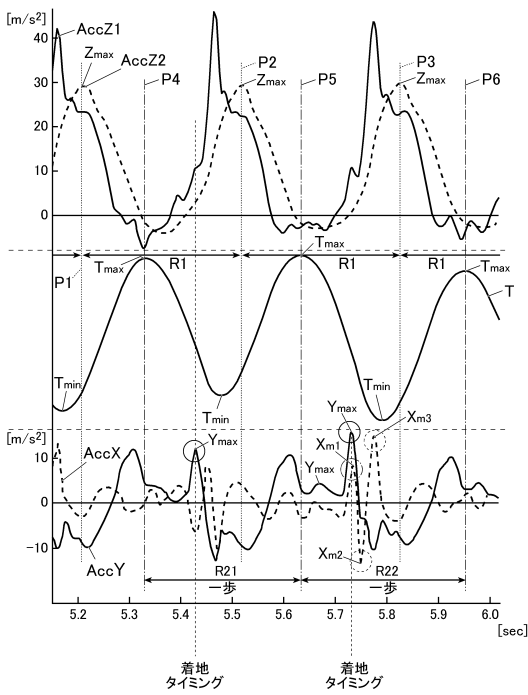 [m/s2]
AccZ1
40
Zmax
AccZ2
P4
P2
Zmax
P5
P3
Zmax
P6
30
20
10
0
Tmax
P1
Tmax
R1
R1
R1
Tmax
T
Tmin
Tmin
Tmin
[m/s2]
AccX
Ymax
Ymax
Xm3
Xm1
Ymax
10
0
-10
AccY
Xm2
R21
一歩
R22
一歩
5.2
5.3
5.4
5.5
5.6
5.7
5.8
5.9
6.0
[sec]
着地
タイミング
着地
タイミング